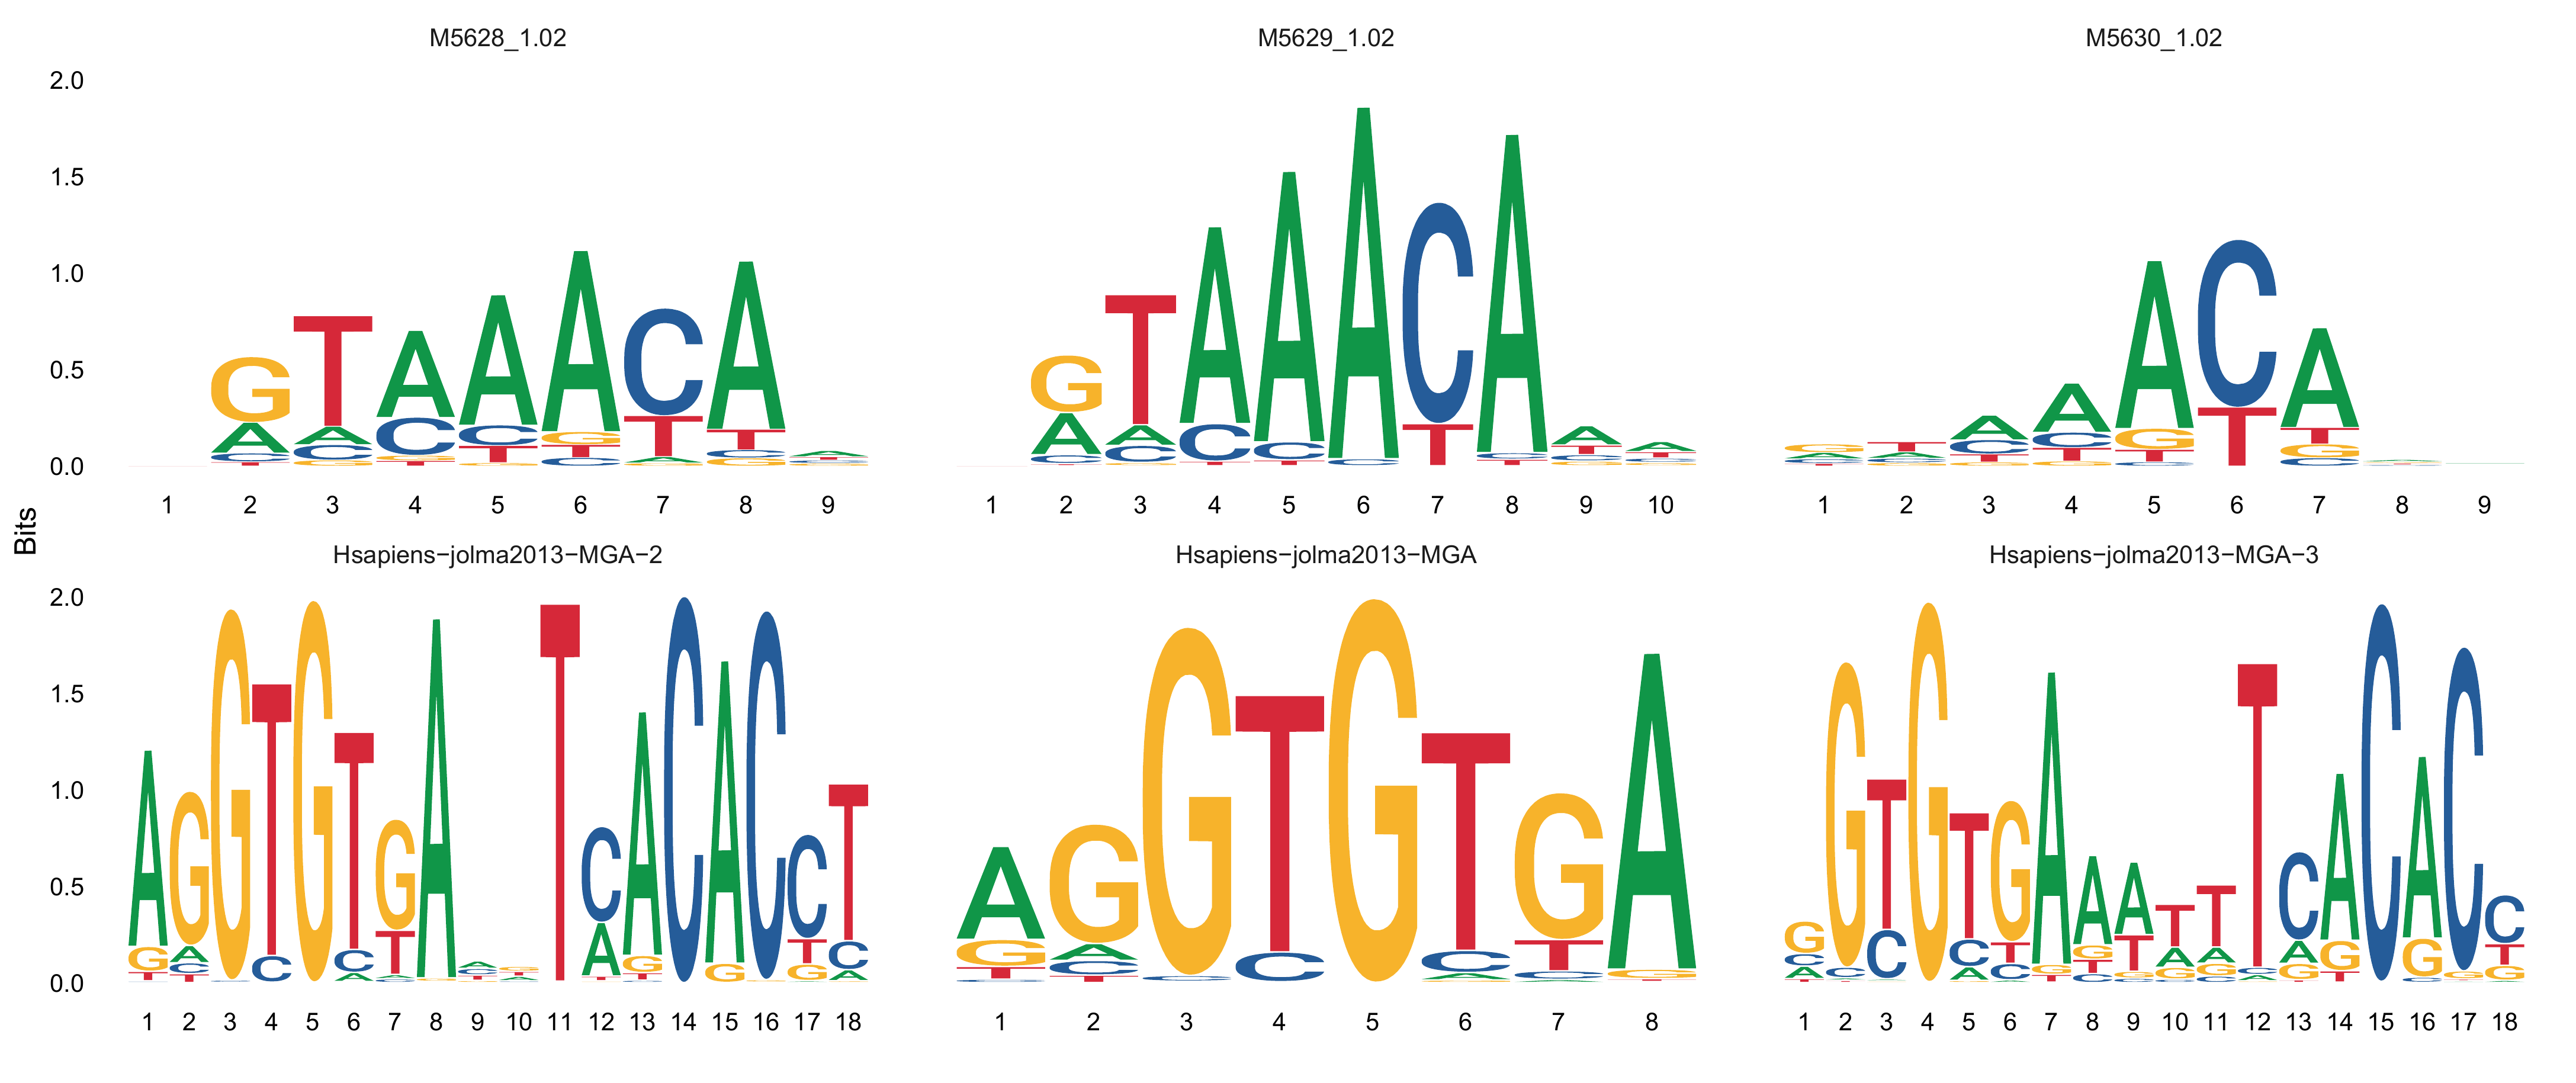 M5628_1.02 M5629_1.02 M5630_1.02
2.0
1.5
1.0
0.5
0.0
G T A A A C A A
A A C C G T T C
C C G T T A C
T G T G C G G
G T A A A C A A A
A A C C C T C T T
C C T T T C C
T G G G
G T A A A C A
A A C C G T T
C C T T T G
T G G G C C
1 2 3 4 5 6 7 8 9
1 2 3 4 5 6 7 8 9 10
1 2 3 4 5 6 7 8 9
Bits
Hsapiens−jolma2013−MGA−2 Hsapiens−jolma2013−MGA Hsapiens−jolma2013−MGA−3
2.0
1.5
1.0
0.5
0.0
A G G T G T G A T C A C A C C T
A G G T G T G A
G G T G T G A A A T T T C A C A C C
1 2 3 4 5 6 7 8 9 10 11 12 13 14 15 16 17 18
1 2 3 4 5 6 7 8
1 2 3 4 5 6 7 8 9 10 11 12 13 14 15 16 17 18